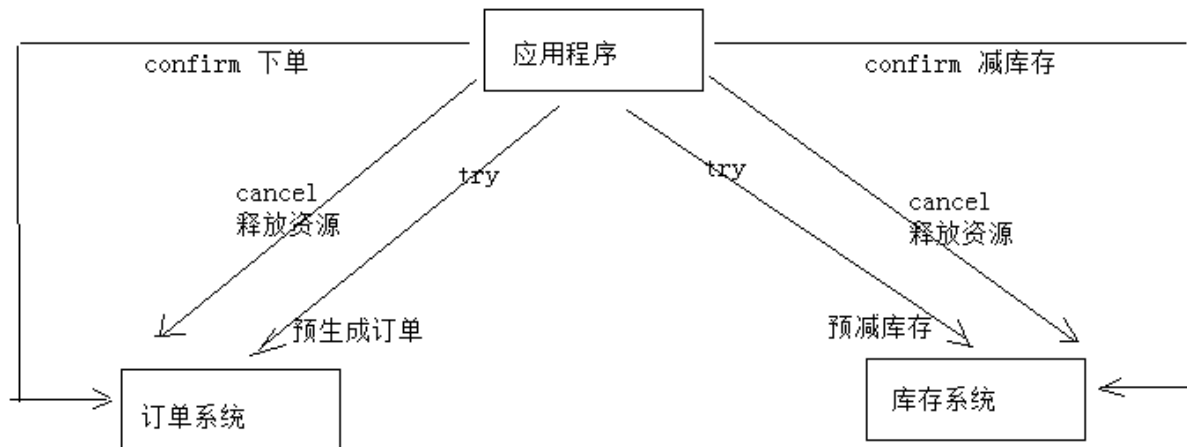 应用程序
confirm 下单
confirm 减库存
try
try
cancel
释放资源
cancel
释放资源
预生成订单
预减库存
订单系统
库存系统